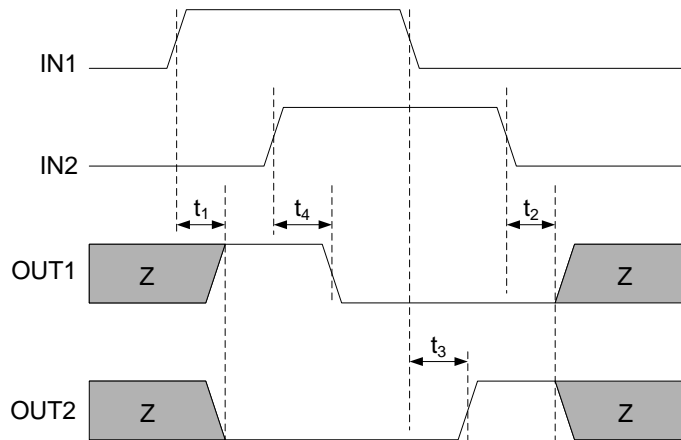 IN1
IN2
t₁ t₄ t₂
OUT1 Z Z
t₃
OUT2 Z Z